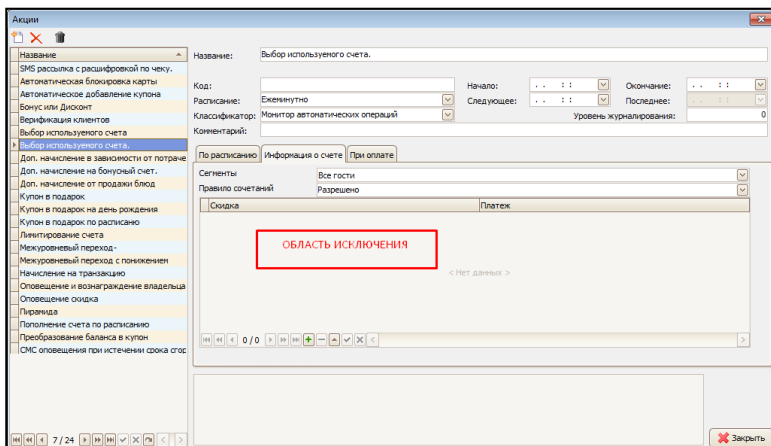 Акции
Название
SMS рассылка с расшифровкой по чеку.
Автоматическая блокировка карты
Автоматическое добавление купона
Бонус или Дисконт
Верификация клиентов
Выбор используемого счета
Выбор используемого счета.
Доп. начисление в зависимости от потраче
Доп. начисление на бонусный счет.
Доп. начисление от продажи блюд
Купон в подарок
Купон в подарок на день рождения
Купон в подарок по расписаню
Лимитирование счета
Межуровневый переход-
Межуровневый переход с понижением
Начисление на транзакцию
Оповещение и вознаграждение владельца
Оповещение скидка
Пирамида
Пополнение счета по расписанию
Преобразование баланса в купон
СМС оповещения при истечении срока сгор
7 / 24
Название: Выбор используемого счета.
Код: Начало: . . : : Окончание: . . : :
Расписание: Ежеминутно Следующее: . . : : Последнее: . . : :
Классификатор: Монитор автоматических операций Уровень журналирования: 0
Комментарий:
По расписанию Информация о счете При оплате
Сегменты Все гости
Правило сочетаний Разрешено
Скидка Платеж
ОБЛАСТЬ ИСКЛЮЧЕНИЯ
< Нет данных >
0 / 0
Закрыть